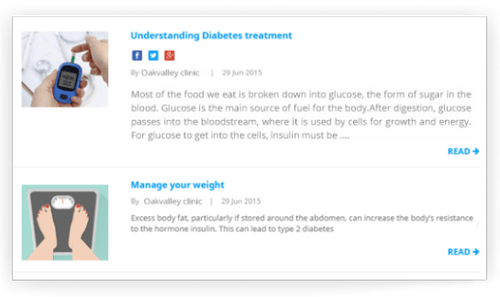 Understanding Diabetes treatment
By Oakvalley clinic | 29 Jun 2015
Most of the food we eat is broken down into glucose, the form of sugar in the
blood. Glucose is the main source of fuel for the body.After digestion, glucose
passes into the bloodstream, where it is used by cells for growth and energy.
For glucose to get into the cells, insulin must be ....
READ →
Manage your weight
By Oakvalley clinic | 29 Jun 2015
Excess body fat, particularly if stored around the abdomen, can increase the body's resistance
to the hormone insulin. This can lead to type 2 diabetes
READ →